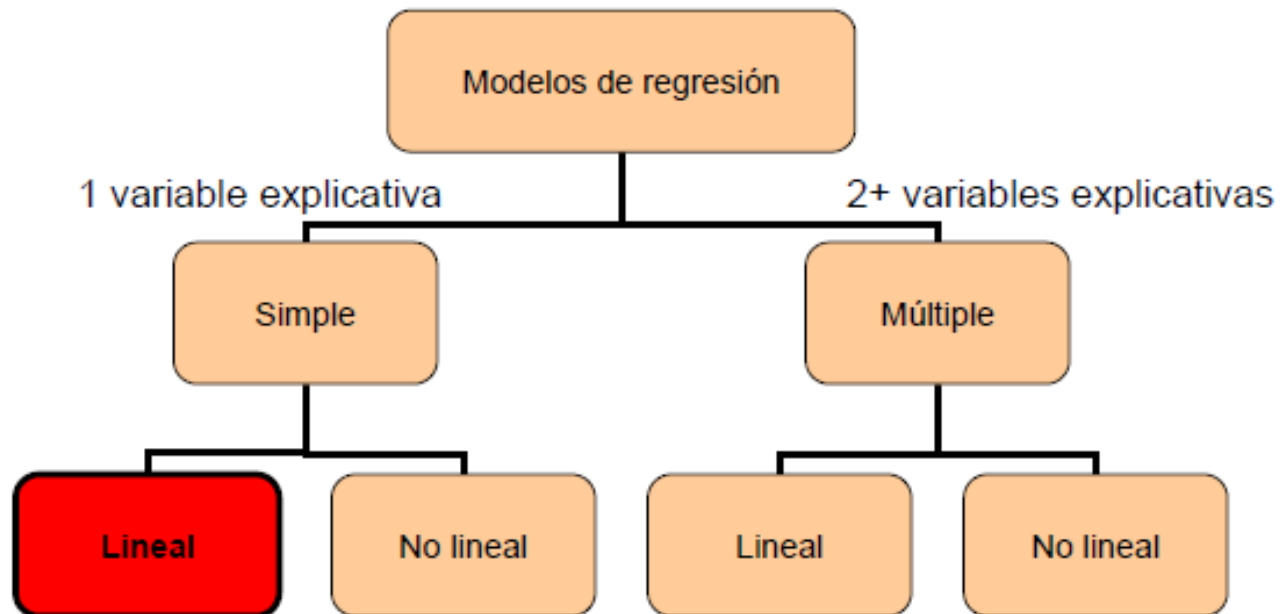 Modelos de regresión
1 variable explicativa
2+ variables explicativas
Simple
Múltiple
Lineal
No lineal
Lineal
No lineal